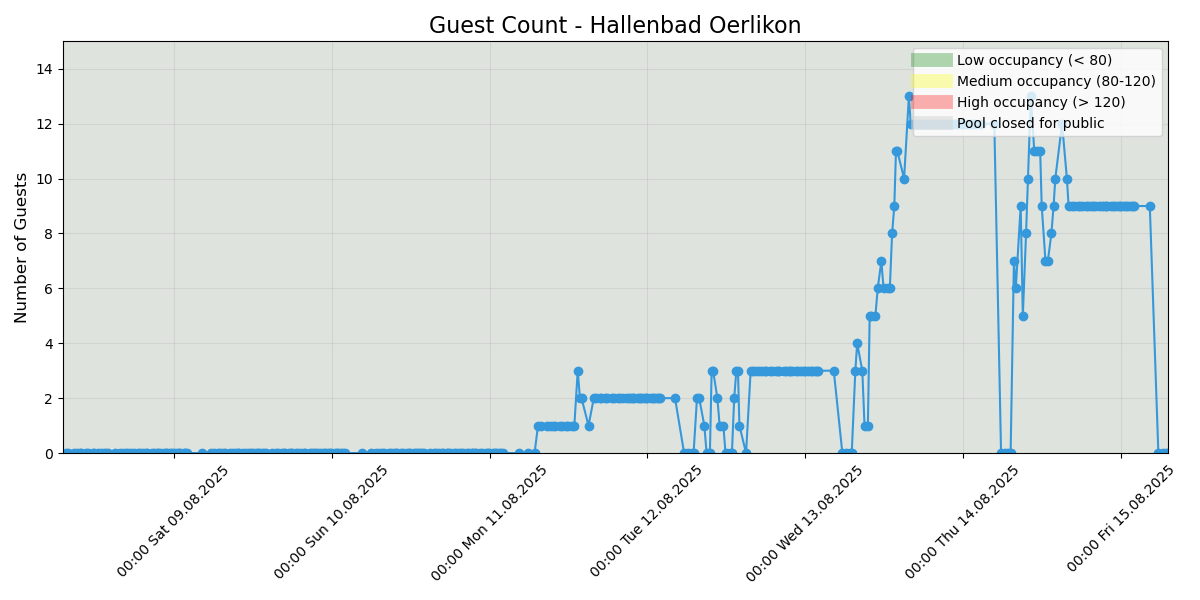 Guest Count - Hallenbad Oerlikon
Number of Guests
14
12
10
8
6
4
2
0
Low occupancy (< 80)
Medium occupancy (80-120)
High occupancy (> 120)
Pool closed for public
00:00 Sat 09.08.2025
00:00 Sun 10.08.2025
00:00 Mon 11.08.2025
00:00 Tue 12.08.2025
00:00 Wed 13.08.2025
00:00 Thu 14.08.2025
00:00 Fri 15.08.2025